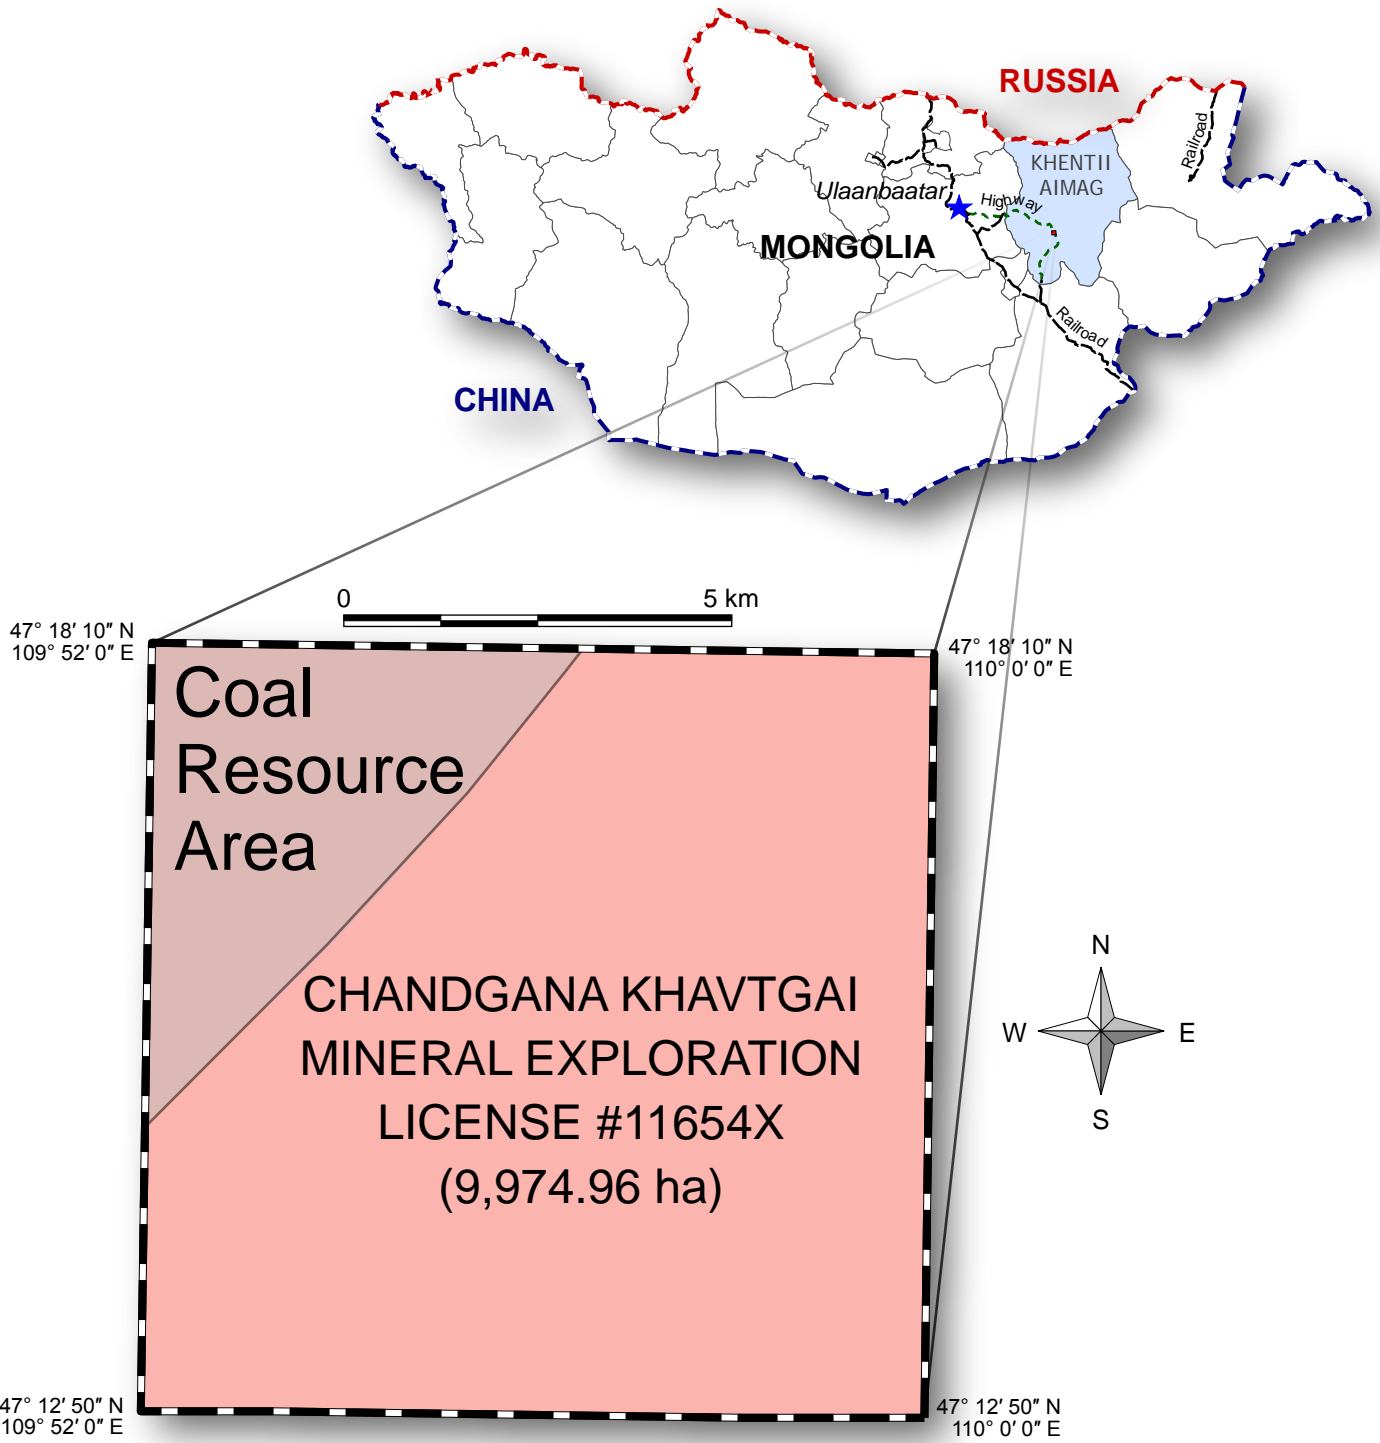 RUSSIA
Railroad
KHENTII
AIMAG
Ulaanbaatar
Highway
MONGOLIA
Railroad
CHINA
0
5 km
47° 18′ 10″ N
109° 52′ 0″ E
47° 18′ 10″ N
110° 0′ 0″ E
Coal
Resource
Area
CHANDGANA KHAVTGAI
MINERAL EXPLORATION
LICENSE #11654X
(9,974.96 ha)
N
W
E
S
47° 12′ 50″ N
109° 52′ 0″ E
47° 12′ 50″ N
110° 0′ 0″ E